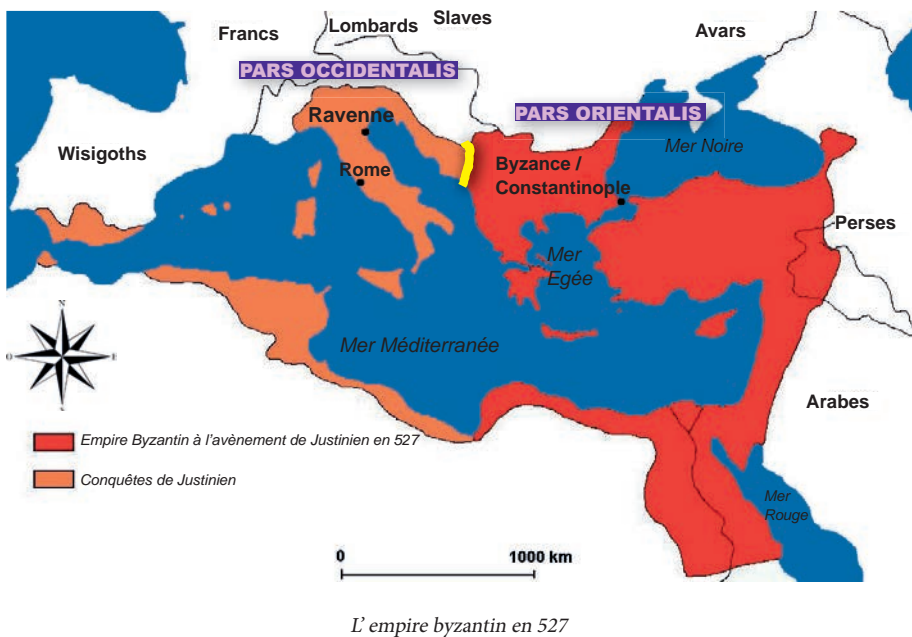 Slaves
Francs
Lombards
Avars
PARS OCCIDENTALIS
PARS ORIENTALIS
Ravenne
Mer Noire
Wisigoths
Rome
Byzance /
Constantinople
Perses
Mer
Egée
Mer Méditerranée
N
O
E
Arabes
Empire Byzantin à l'avènement de Justinien en 527
Conquêtes de Justinien
Mer
Rouge
0
1000 km
L' empire byzantin en 527